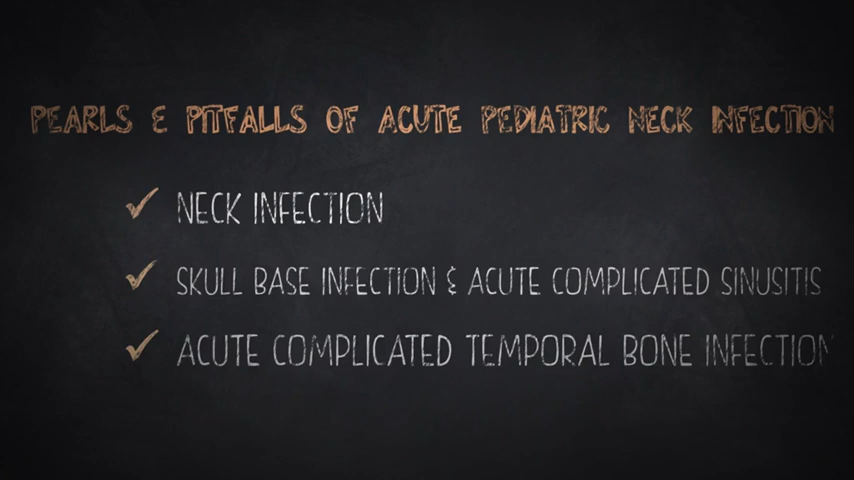 PEARLS & PITFALLS OF ACUTE PEDIATRIC NECK INFECTION
NECK INFECTION
SKULL BASE INFECTION & ACUTE COMPLICATED SINUSITIS
ACUTE COMPLICATED TEMPORAL BONE INFECTION